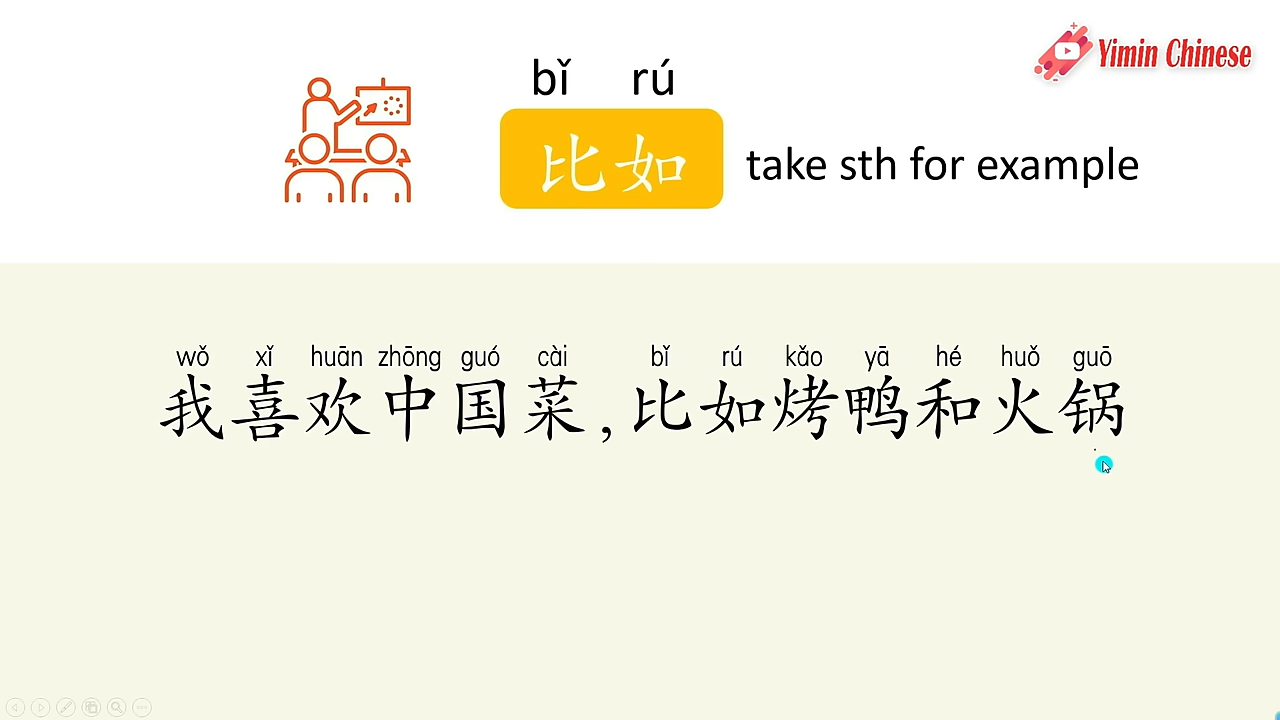 Yimin Chinese
bǐ rú
比如
take sth for example
wǒ xǐ huān zhōng guó cài bǐ rú kǎo yā hé huǒ guō
我喜欢中国菜,比如烤鸭和火锅